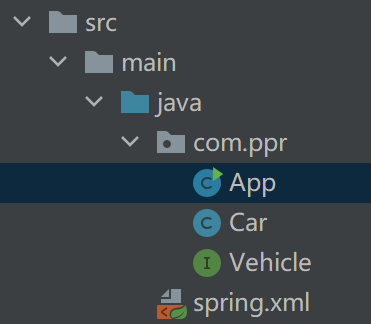 src
main
java
com.ppr
C App
C Car
I Vehicle
spring.xml